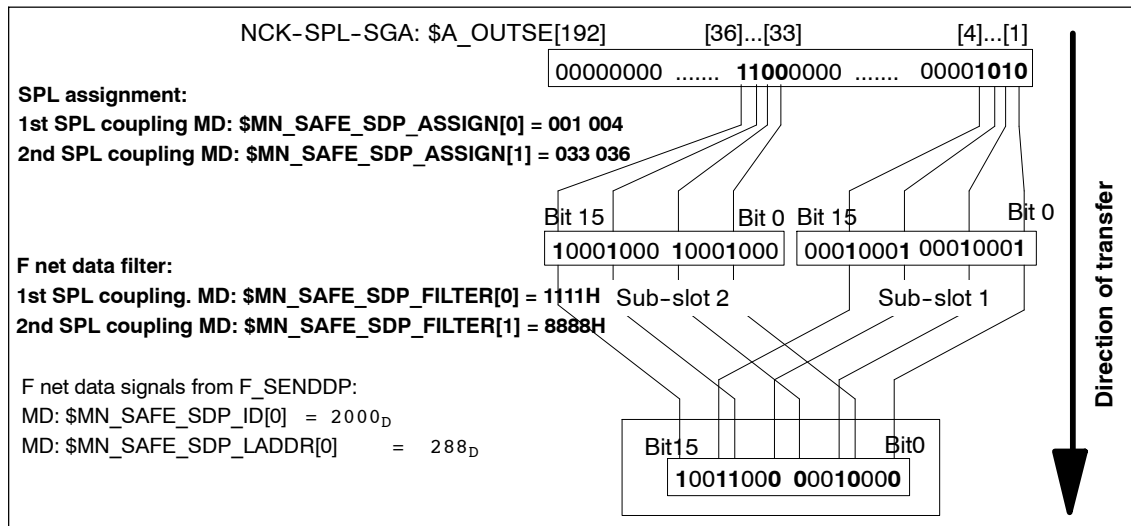 NCK-SPL-SGA: $A_OUTSE[192] [36]...[33] [4]...[1]
00000000 ....... 11000000 ....... 00001010
SPL assignment:
1st SPL coupling MD: $MN_SAFE_SDP_ASSIGN[0] = 001 004
2nd SPL coupling MD: $MN_SAFE_SDP_ASSIGN[1] = 033 036
Bit 15 Bit 0 Bit 15 Bit 0
10001000 10001000 00010001 00010001
F net data filter:
1st SPL coupling. MD: $MN_SAFE_SDP_FILTER[0] = 1111H
Sub-slot 2 Sub-slot 1
2nd SPL coupling MD: $MN_SAFE_SDP_FILTER[1] = 8888H
F net data signals from F_SENDDP:
MD: $MN_SAFE_SDP_ID[0] = 2000D
MD: $MN_SAFE_SDP_LADDR[0] = 288D
Bit15 Bit0
10011000 00010000
Direction of transfer